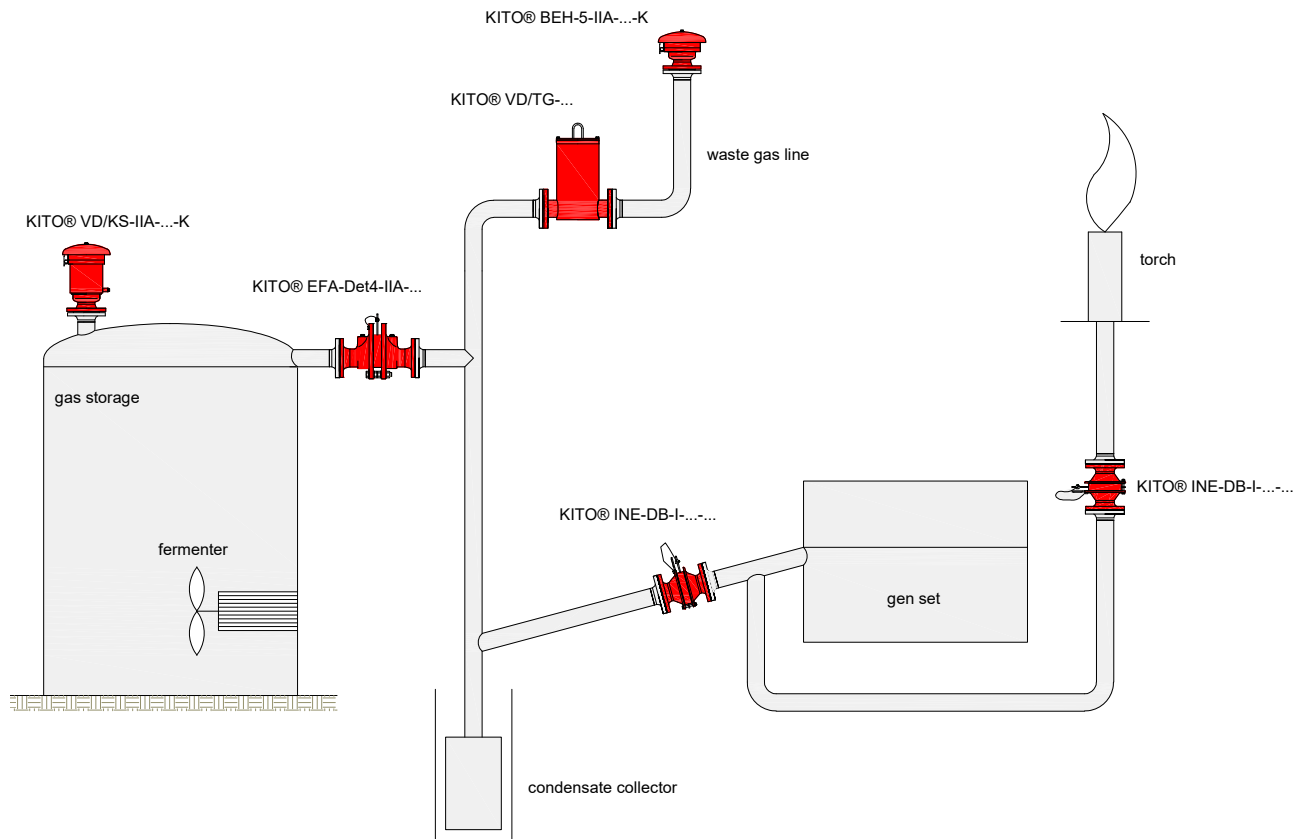 KITO® BEH-5-IIA-...-K
KITO® VD/TG-...
waste gas line
KITO® VD/KS-IIA-...-K
torch
KITO® EFA-Det4-IIA-...
gas storage
KITO® INE-DB-I-...-...
KITO® INE-DB-I-...-...
fermenter
gen set
condensate collector